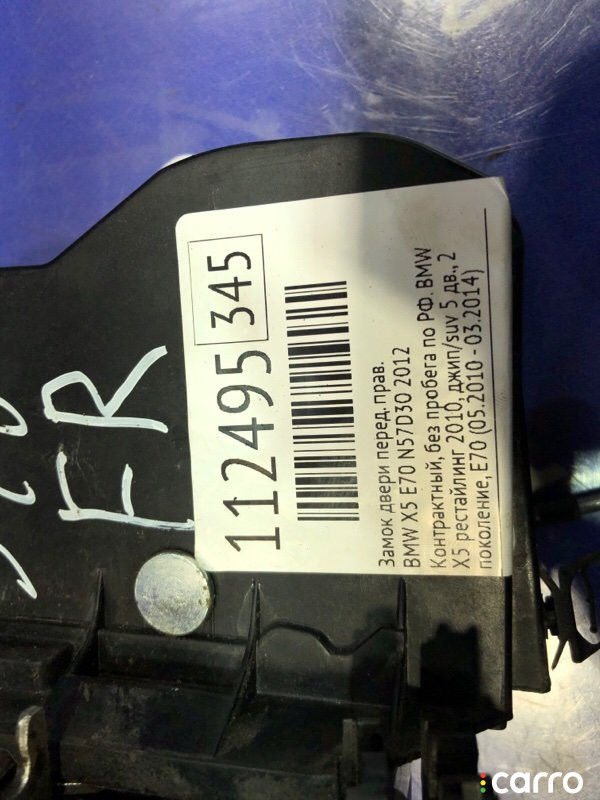 112495 345
Замок двери перед. прав.
BMW X5 E70 N57D30 2012
Контрактный, без пробега по РФ. BMW
X5 рестайлинг 2010, джип/suv 5 дв., 2
поколение, E70 (05.2010 - 03.2014)
FR
carro